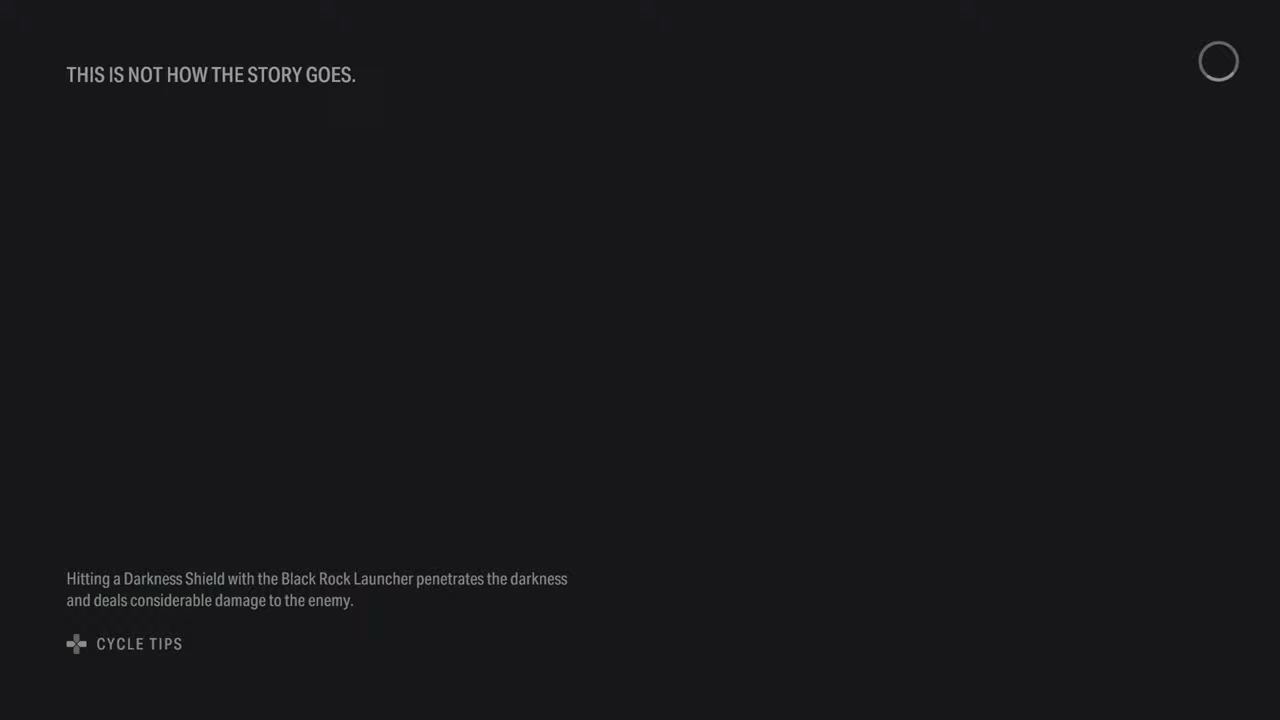 THIS IS NOT HOW THE STORY GOES.
Hitting a Darkness Shield with the Black Rock Launcher penetrates the darkness
and deals considerable damage to the enemy.
CYCLE TIPS